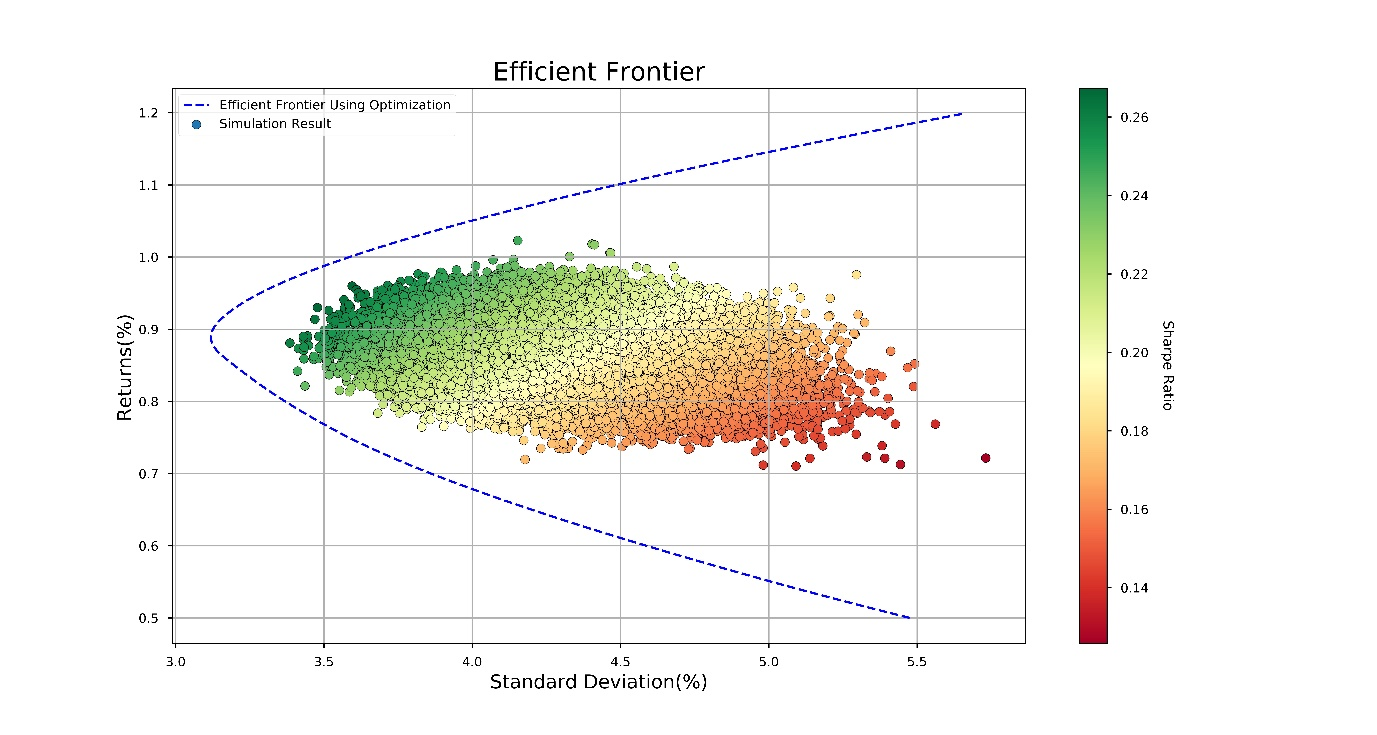 Efficient Frontier
Efficient Frontier Using Optimization
Simulation Result
1.2
1.1
1.0
0.9
0.8
0.7
0.6
0.5
Returns(%)
3.0 3.5 4.0 4.5 5.0 5.5
Standard Deviation(%)
0.26
0.24
0.22
0.20
0.18
0.16
0.14
Sharpe Ratio